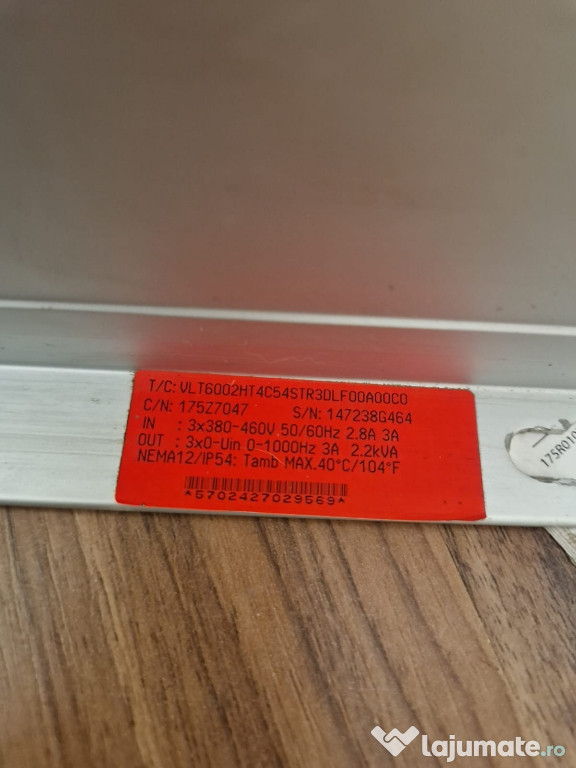 T/C: VLT6002HT4C54STR3DLF00A00C0
C/N: 175Z7047 S/N: 147238G464
IN : 3x380-460V 50/60Hz 2.8A 3A
OUT : 3x0-Uin 0-1000Hz 3A 2.2kVA
NEMA12/IP54: Tamb MAX.40°C/104°F
*5702427029569*
lajumate.ro